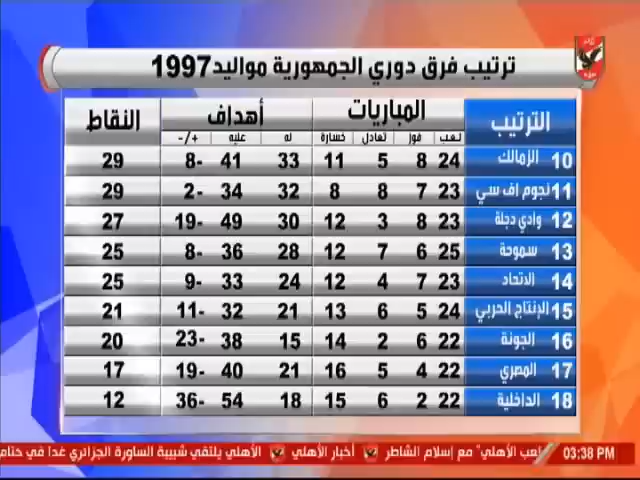 ترتيب فرق دوري الجمهورية مواليد1997
الترتيب المباريات أهداف النقاط
لعب فوز تعادل خسارة له عليه -/+
10 الزمالك 24 8 5 11 33 41 8- 29
11 نجوم إف سي 23 7 8 8 32 34 2- 29
12 وادي دجلة 23 8 3 12 30 49 19- 27
13 سموحة 25 6 7 12 28 36 8- 25
14 الاتحاد 23 7 4 12 24 33 9- 25
15 الإنتاج الحربي 24 5 6 13 21 32 11- 21
16 الجونة 22 6 2 14 15 38 23- 20
17 المصري 22 4 5 16 21 40 19- 17
18 الداخلية 22 2 6 15 18 54 36- 12
لعب الأهلي" مع إسلام الشاطر أخبار الأهلي الأهلي يلتقي شبيبة الساورة الجزائري غدا في ختام
03:38 PM